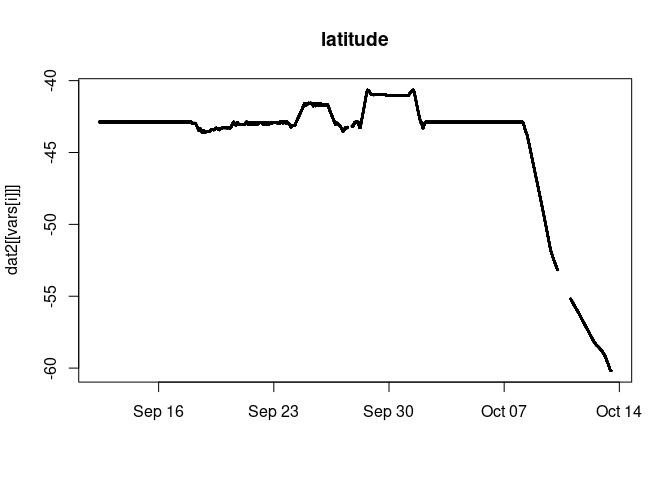 latitude
-40
-45
-50
-55
-60
dat2[[vars[i]]]
Sep 16
Sep 23
Sep 30
Oct 07
Oct 14